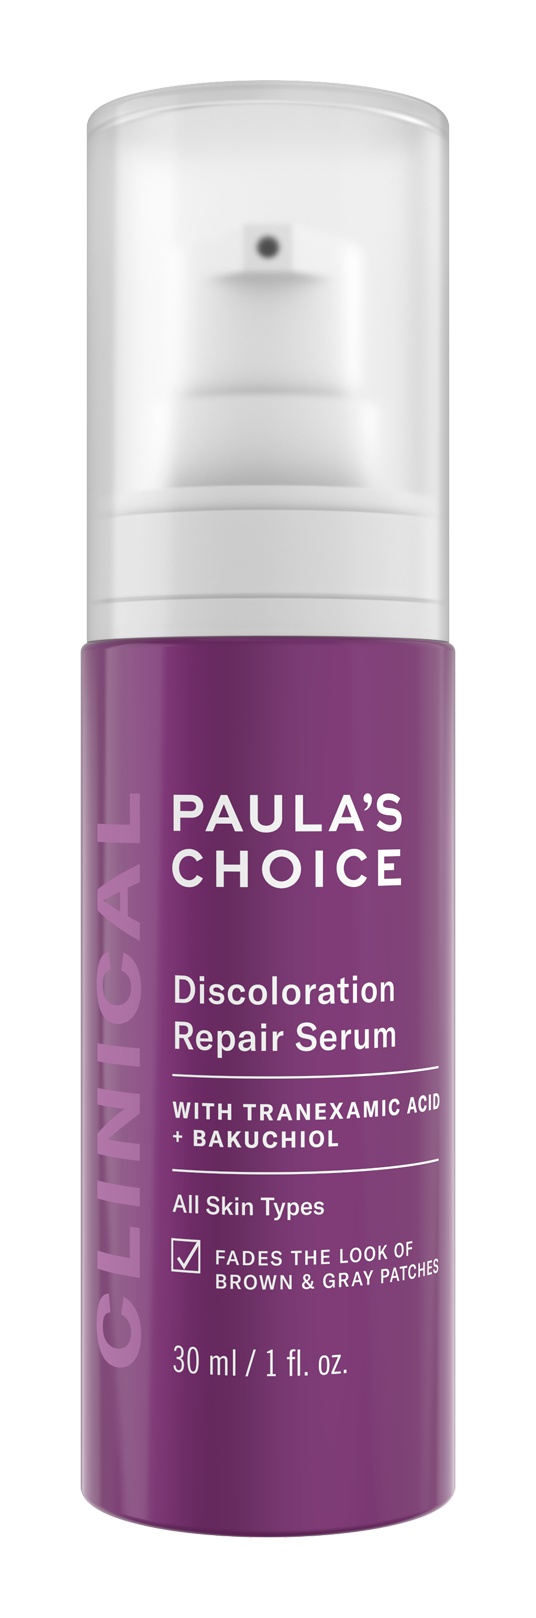 CLINICAL
PAULA'S
CHOICE
Discoloration
Repair Serum
WITH TRANEXAMIC ACID
+ BAKUCHIOL
All Skin Types
FADES THE LOOK OF
BROWN & GRAY PATCHES
30 ml / 1 fl. oz.